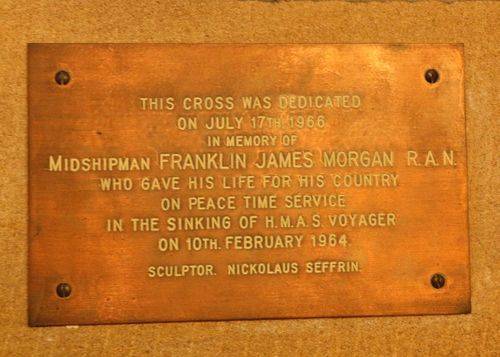 THIS CROSS WAS DEDICATED
ON JULY 17TH. 1966
IN MEMORY OF
MIDSHIPMAN FRANKLIN JAMES MORGAN R.A.N.
WHO GAVE HIS LIFE FOR HIS COUNTRY
ON PEACE TIME SERVICE
IN THE SINKING OF H.M.A.S. VOYAGER
ON 10TH. FEBRUARY 1964.
SCULPTOR. NICKOLAUS SEFFRIN.